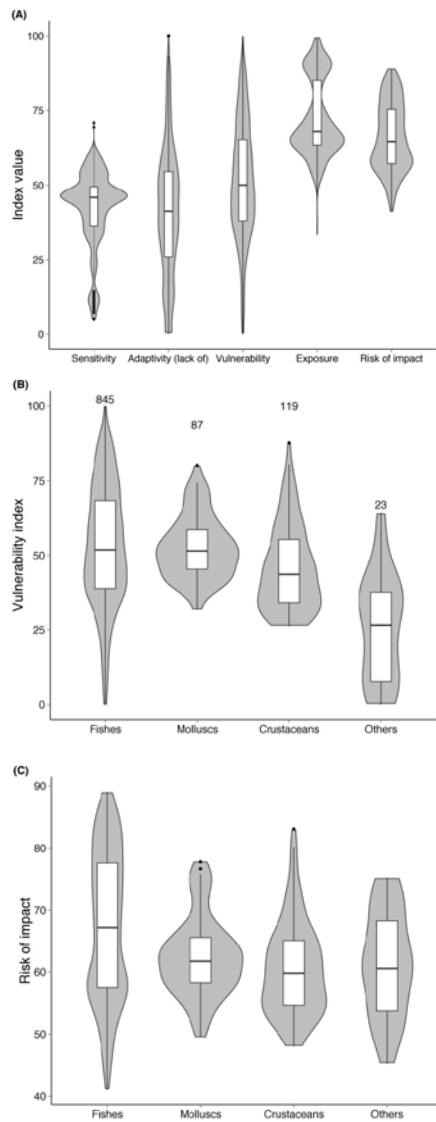 (A)
100
75
50
25
0
Index value
Sensitivity Adaptivity (lack of) Vulnerability Exposure Risk of impact
(B)
100
75
50
25
0
Vulnerability index
845 87 119 23
Fishes Molluscs Crustaceans Others
(C)
90
80
70
60
50
40
Risk of impact
Fishes Molluscs Crustaceans Others